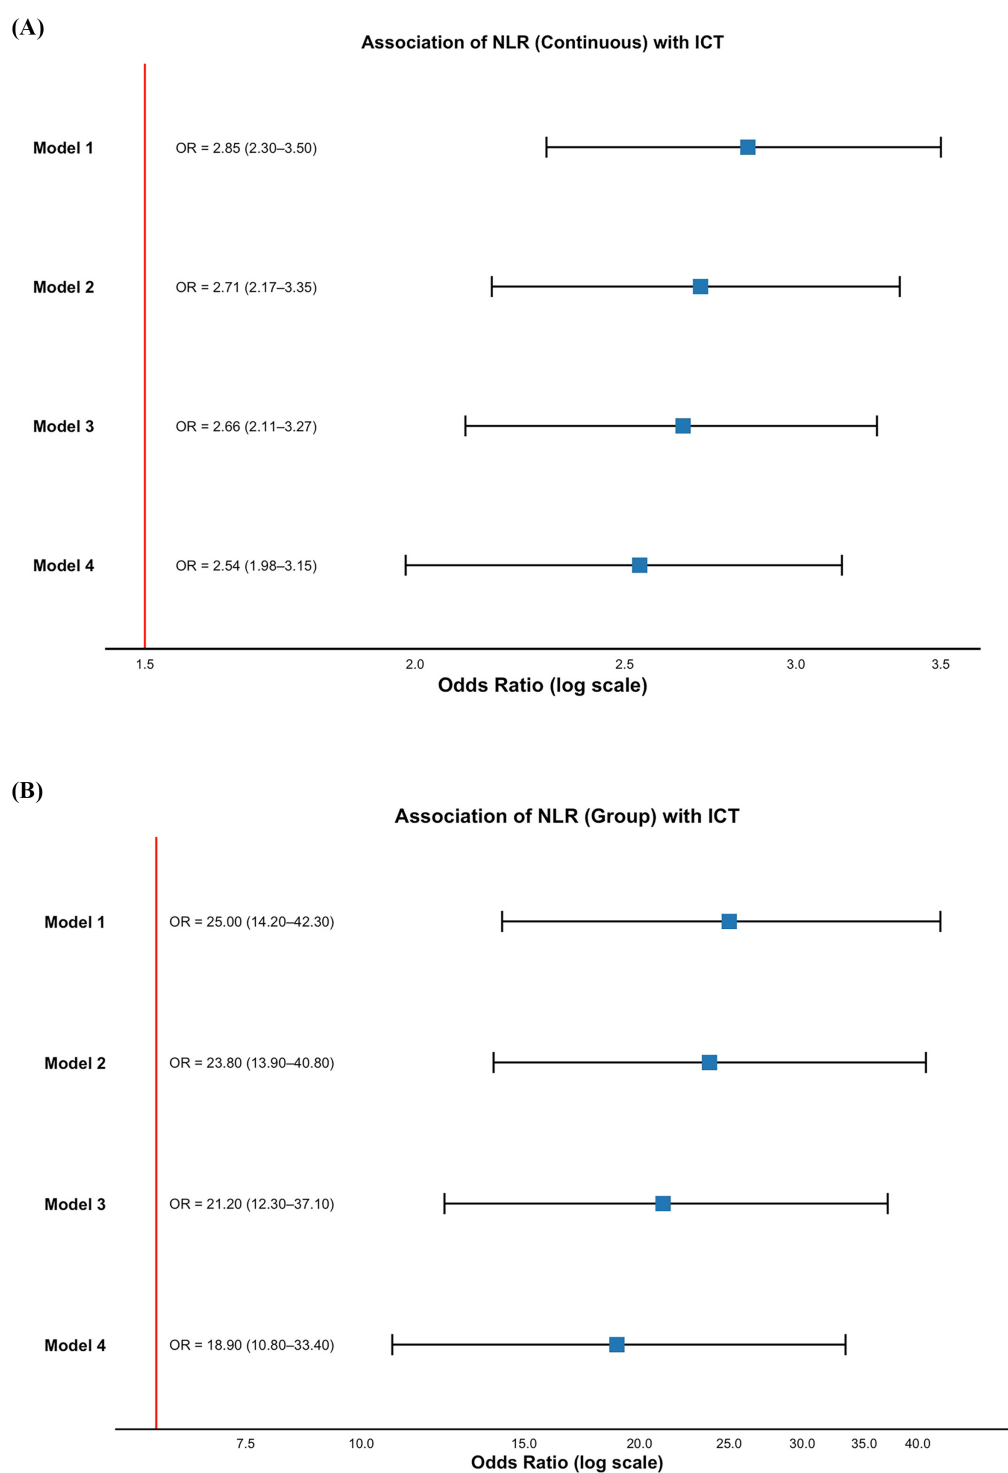 (A)
Association of NLR (Continuous) with ICT
Model 1 OR = 2.85 (2.30–3.50)
Model 2 OR = 2.71 (2.17–3.35)
Model 3 OR = 2.66 (2.11–3.27)
Model 4 OR = 2.54 (1.98–3.15)
1.5 2.0 2.5 3.0 3.5
Odds Ratio (log scale)
(B)
Association of NLR (Group) with ICT
Model 1 OR = 25.00 (14.20–42.30)
Model 2 OR = 23.80 (13.90–40.80)
Model 3 OR = 21.20 (12.30–37.10)
Model 4 OR = 18.90 (10.80–33.40)
7.5 10.0 15.0 20.0 25.0 30.0 35.0 40.0
Odds Ratio (log scale)